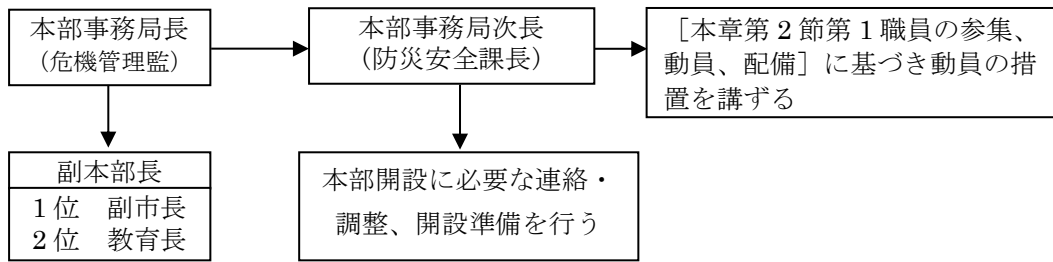 本部事務局長
（危機管理監）
本部事務局次長
（防災安全課長）
［本章第２節第１職員の参集、
動員、配備］に基づき動員の措
置を講ずる
副本部長
１位　副市長
２位　教育長
本部開設に必要な連絡・
調整、開設準備を行う